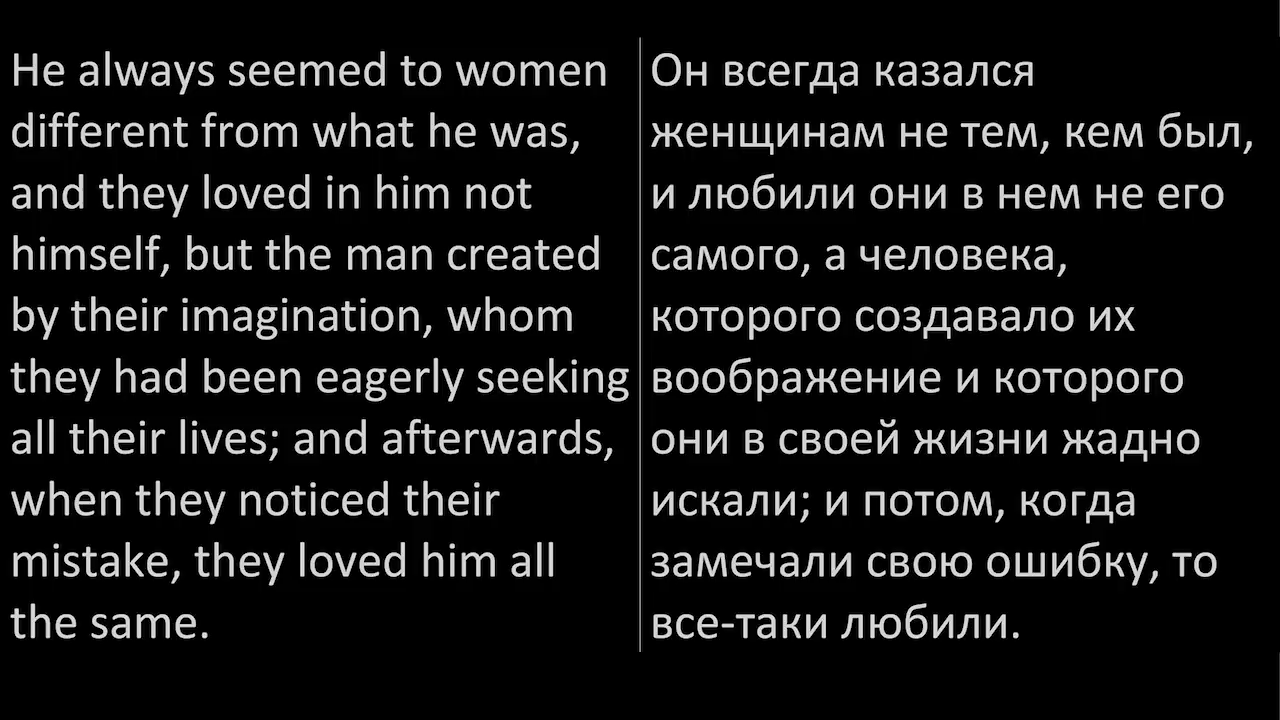 He always seemed to women
different from what he was,
and they loved in him not
himself, but the man created
by their imagination, whom
they had been eagerly seeking
all their lives; and afterwards,
when they noticed their
mistake, they loved him all
the same.
Он всегда казался
женщинам не тем, кем был,
и любили они в нем не его
самого, а человека,
которого создавало их
воображение и которого
они в своей жизни жадно
искали; и потом, когда
замечали свою ошибку, то
все-таки любили.